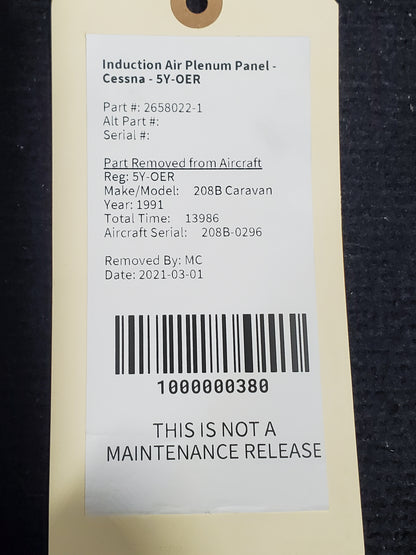 Induction Air Plenum Panel -
Cessna - 5Y-OER
Part #: 2658022-1
Alt Part #:
Serial #:
Part Removed from Aircraft
Reg: 5Y-OER
Make/Model: 208B Caravan
Year: 1991
Total Time: 13986
Aircraft Serial: 208B-0296
Removed By: MC
Date: 2021-03-01
1000000380
THIS IS NOT A
MAINTENANCE RELEASE